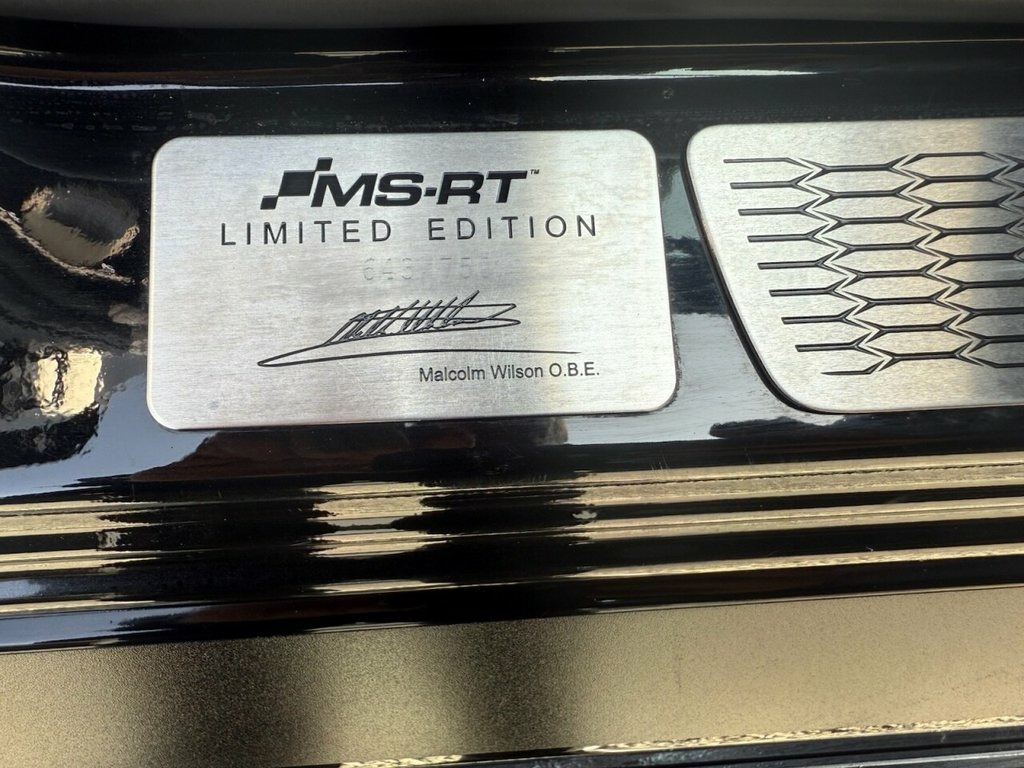 MS-RT™
LIMITED EDITION
Malcolm Wilson O.B.E.